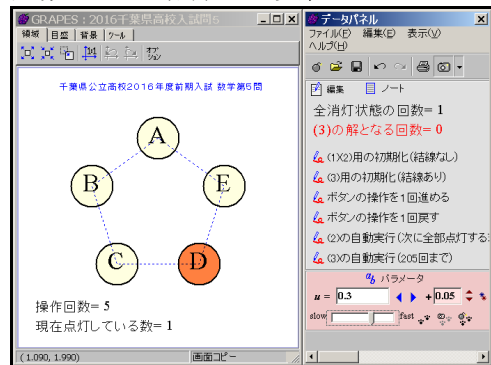 GRAPES : 2016千葉県高校入試問5
領域 目盛 背景 ツール
千葉県公立高校2016年度前期入試 数学第5問
A
B
E
C
D
操作回数= 5
現在点灯している数= 1
(1.090, 1.990)
画面コピー
データパネル
ファイル(F) 編集(E) 表示(V)
ヘルプ(H)
編集 ノート
全消灯状態の回数= 1
(3)の解となる回数= 0
(1)(2)用の初期化(結線なし)
(3)用の初期化(結線あり)
ボタンの操作を1回進める
ボタンの操作を1回戻す
(2)の自動実行(次に全部点灯する
(3)の自動実行(205回まで)
ab パラメータ
u = 0.3 + 0.05
slow fast